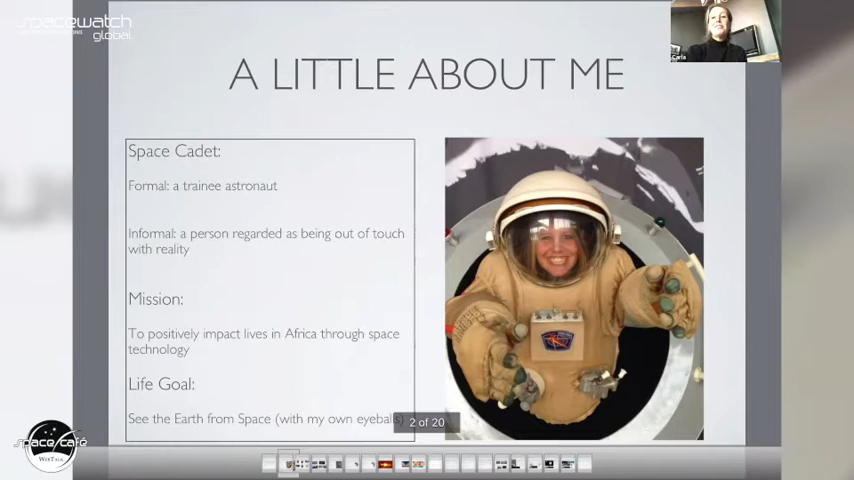 spacewatch
global
Carla
A LITTLE ABOUT ME
Space Cadet:
Formal: a trainee astronaut
Informal: a person regarded as being out of touch
with reality
Mission:
To positively impact lives in Africa through space
technology
Life Goal:
See the Earth from Space (with my own eyeballs)
2 of 20
space/café
WEBTALK